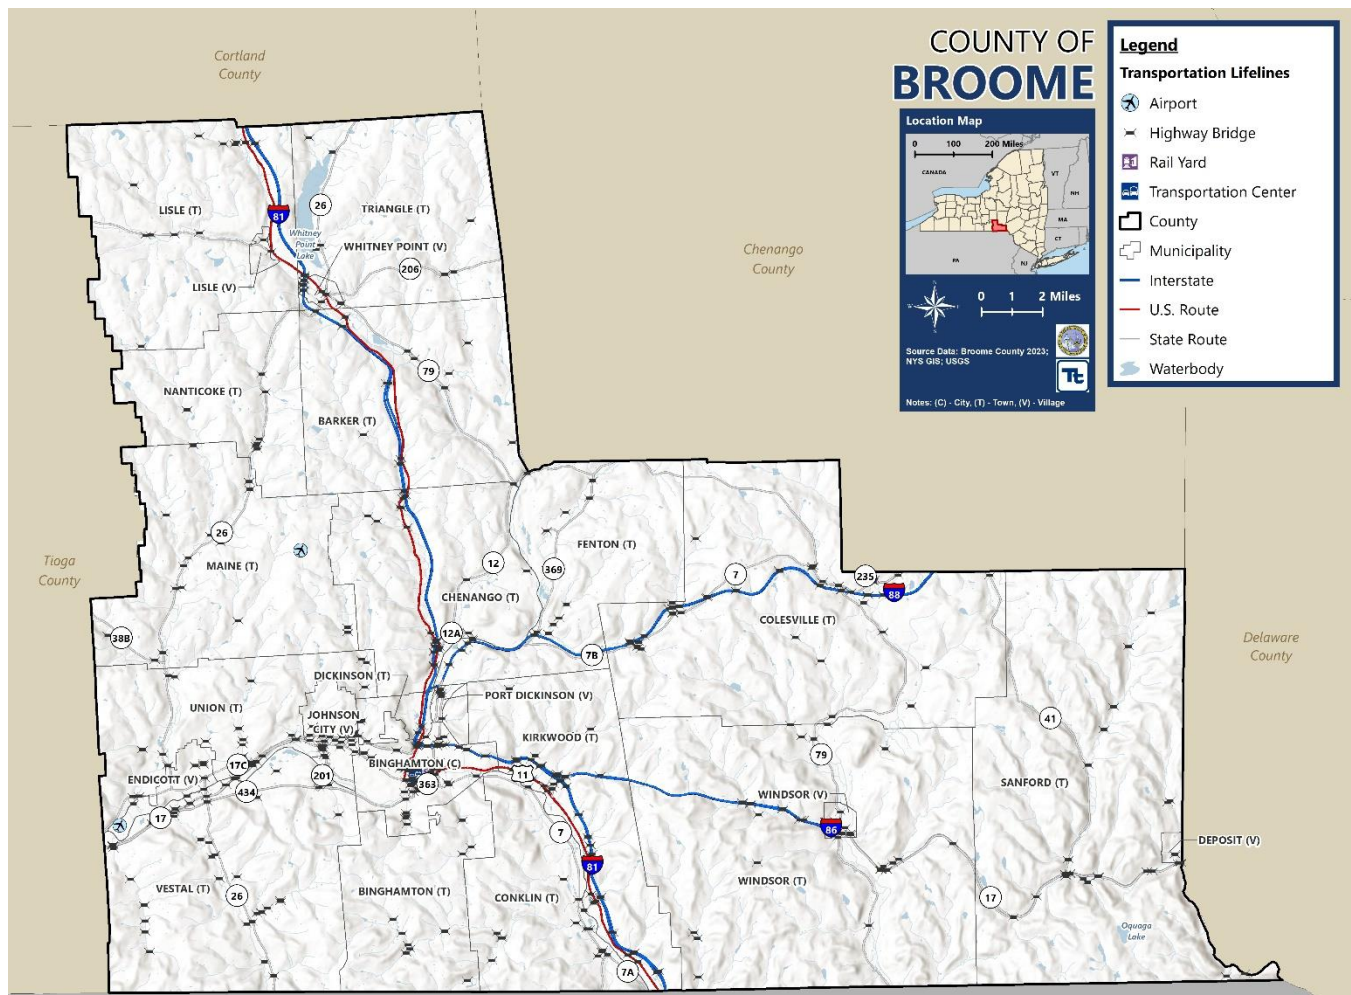 COUNTY OF
BROOME
Location Map
0 100 200 Miles
CANADA
VT
NH
MA
CT
PA
NJ
0 1 2 Miles
Source Data: Broome County 2023;
NYS GIS; USGS
Tt
Notes: (C) - City, (T) - Town, (V) - Village
Legend
Transportation Lifelines
Airport
Highway Bridge
Rail Yard
Transportation Center
County
Municipality
Interstate
U.S. Route
State Route
Waterbody
Cortland
County
Chenango
County
Tioga
County
Delaware
County
LISLE (T)
81
26
TRIANGLE (T)
Whitney
Point
Lake
WHITNEY POINT (V)
206
LISLE (V)
79
NANTICOKE (T)
BARKER (T)
26
MAINE (T)
12
369
FENTON (T)
CHENANGO (T)
7
235
88
COLESVILLE (T)
38B
12A
7B
DICKINSON (T)
PORT DICKINSON (V)
UNION (T)
JOHNSON
CITY (V)
KIRKWOOD (T)
41
79
17C
BINGHAMTON (C)
ENDICOTT (V)
201
363
11
SANFORD (T)
434
WINDSOR (V)
17
86
7
DEPOSIT (V)
81
VESTAL (T)
26
BINGHAMTON (T)
CONKLIN (T)
WINDSOR (T)
17
Oquaga
Lake
7A